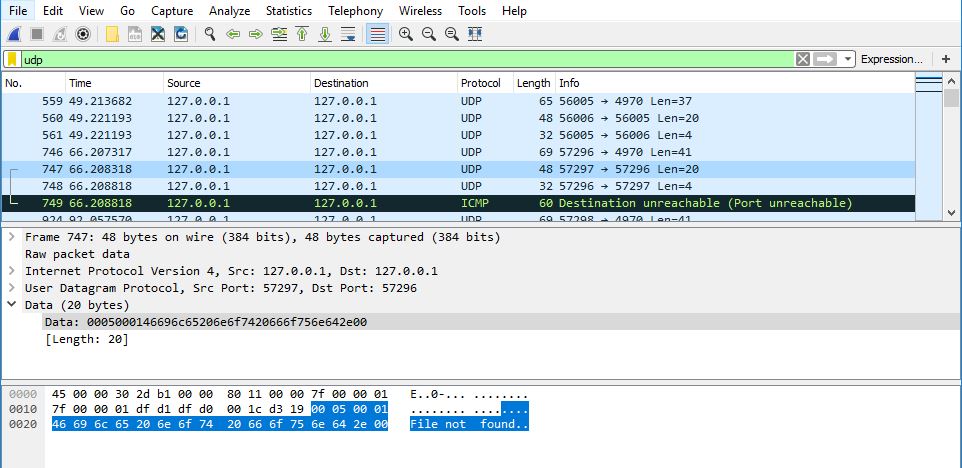 File Edit View Go Capture Analyze Statistics Telephony Wireless Tools Help
udp Expression... +
No. Time Source Destination Protocol Length Info
559 49.213682 127.0.0.1 127.0.0.1 UDP 65 56005 → 4970 Len=37
560 49.221193 127.0.0.1 127.0.0.1 UDP 48 56006 → 56005 Len=20
561 49.221193 127.0.0.1 127.0.0.1 UDP 32 56005 → 56006 Len=4
746 66.207317 127.0.0.1 127.0.0.1 UDP 69 57296 → 4970 Len=41
747 66.208318 127.0.0.1 127.0.0.1 UDP 48 57297 → 57296 Len=20
748 66.208818 127.0.0.1 127.0.0.1 UDP 32 57296 → 57297 Len=4
749 66.208818 127.0.0.1 127.0.0.1 ICMP 60 Destination unreachable (Port unreachable)
924 92.057570 127.0.0.1 127.0.0.1 UDP 69 57298 → 4970 Len=41
Frame 747: 48 bytes on wire (384 bits), 48 bytes captured (384 bits)
Raw packet data
Internet Protocol Version 4, Src: 127.0.0.1, Dst: 127.0.0.1
User Datagram Protocol, Src Port: 57297, Dst Port: 57296
Data (20 bytes)
Data: 0005000146696c65206e6f7420666f756e642e00
[Length: 20]
0000 45 00 00 30 2d b1 00 00 80 11 00 00 7f 00 00 01 E..0-... ........
0010 7f 00 00 01 df d1 df d0 00 1c d3 19 00 05 00 01 ........ ........
0020 46 69 6c 65 20 6e 6f 74 20 66 6f 75 6e 64 2e 00 File not found..